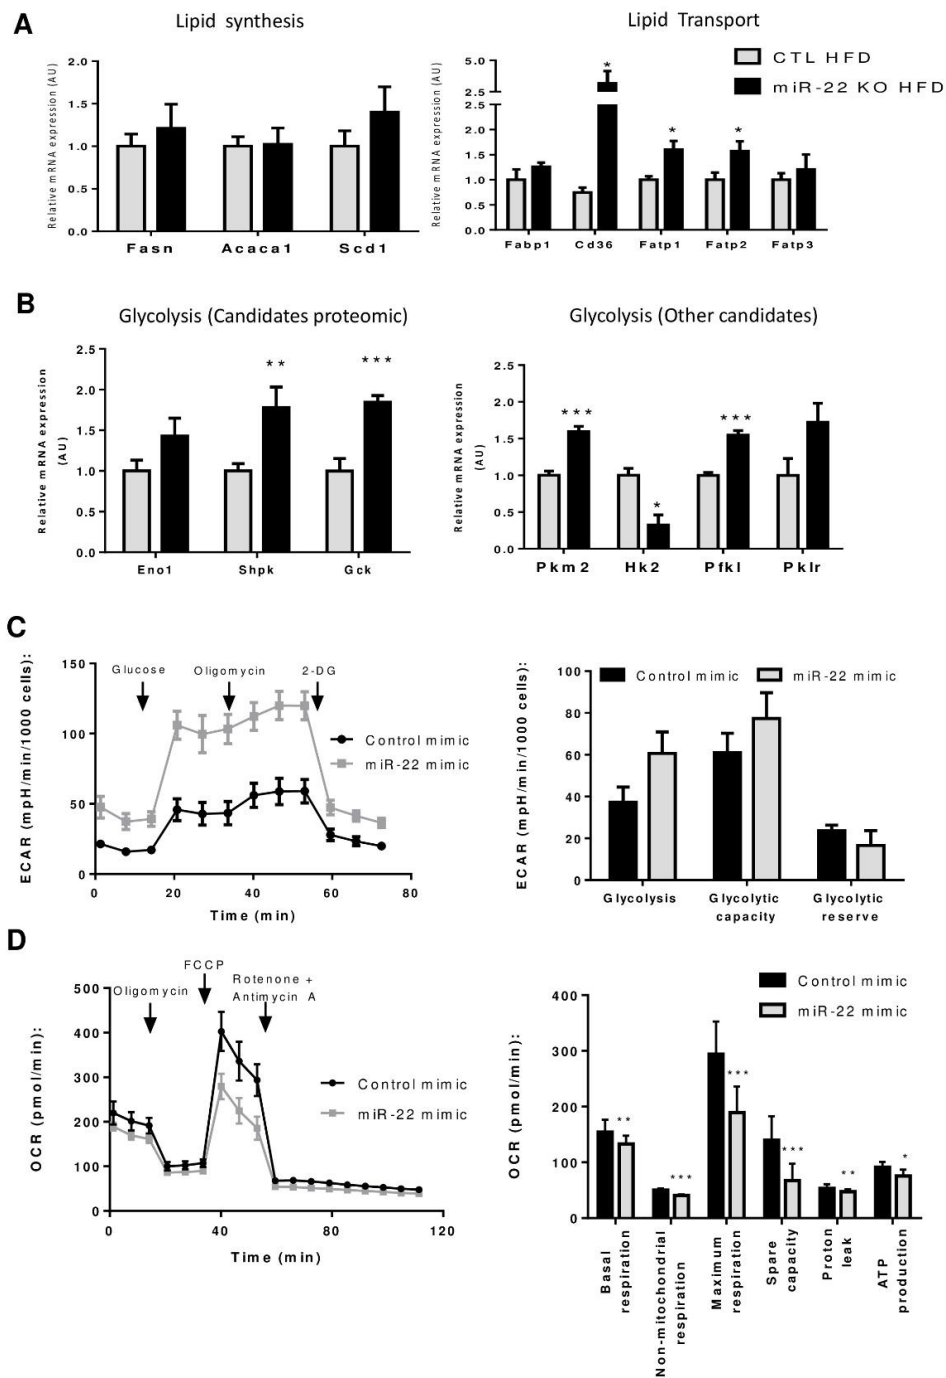 A
Lipid synthesis
Relative mRNA expression (AU)
2.0
1.5
1.0
0.5
0.0
Fasn Acaca1 Scd1
Lipid Transport
CTL HFD
miR-22 KO HFD
Relative mRNA expression (AU)
5.0
2.5
2.5
2.0
1.5
1.0
0.5
0.0
*
* *
Fabp1 Cd36 Fatp1 Fatp2 Fatp3
B
Glycolysis (Candidates proteomic)
Relative mRNA expression
(AU)
2.5
2.0
1.5
1.0
0.5
0.0
** ***
Eno1 Shpk Gck
Glycolysis (Other candidates)
Relative mRNA expression
(AU)
2.5
2.0
1.5
1.0
0.5
0.0
*** * ***
Pkm2 Hk2 Pfkl Pklr
C
ECAR (mpH/min/1000 cells):
150
100
50
0
Glucose Oligomycin 2-DG
Control mimic
miR-22 mimic
0 20 40 60 80
Time (min)
ECAR (mpH/min/1000 cells):
100
80
60
40
20
0
Control mimic miR-22 mimic
Glycolysis Glycolytic capacity Glycolytic reserve
D
OCR (pmol/min):
500
400
300
200
100
0
Oligomycin
FCCP
Rotenone +
Antimycin A
Control mimic
miR-22 mimic
0 40 80 120
Time (min)
OCR (pmol/min):
400
300
200
100
0
Control mimic
miR-22 mimic
** *** *** *** ** *
Basal
respiration
Non-mitochondrial
respiration
Maximum
respiration
Spare
capacity
Proton
leak
ATP
production